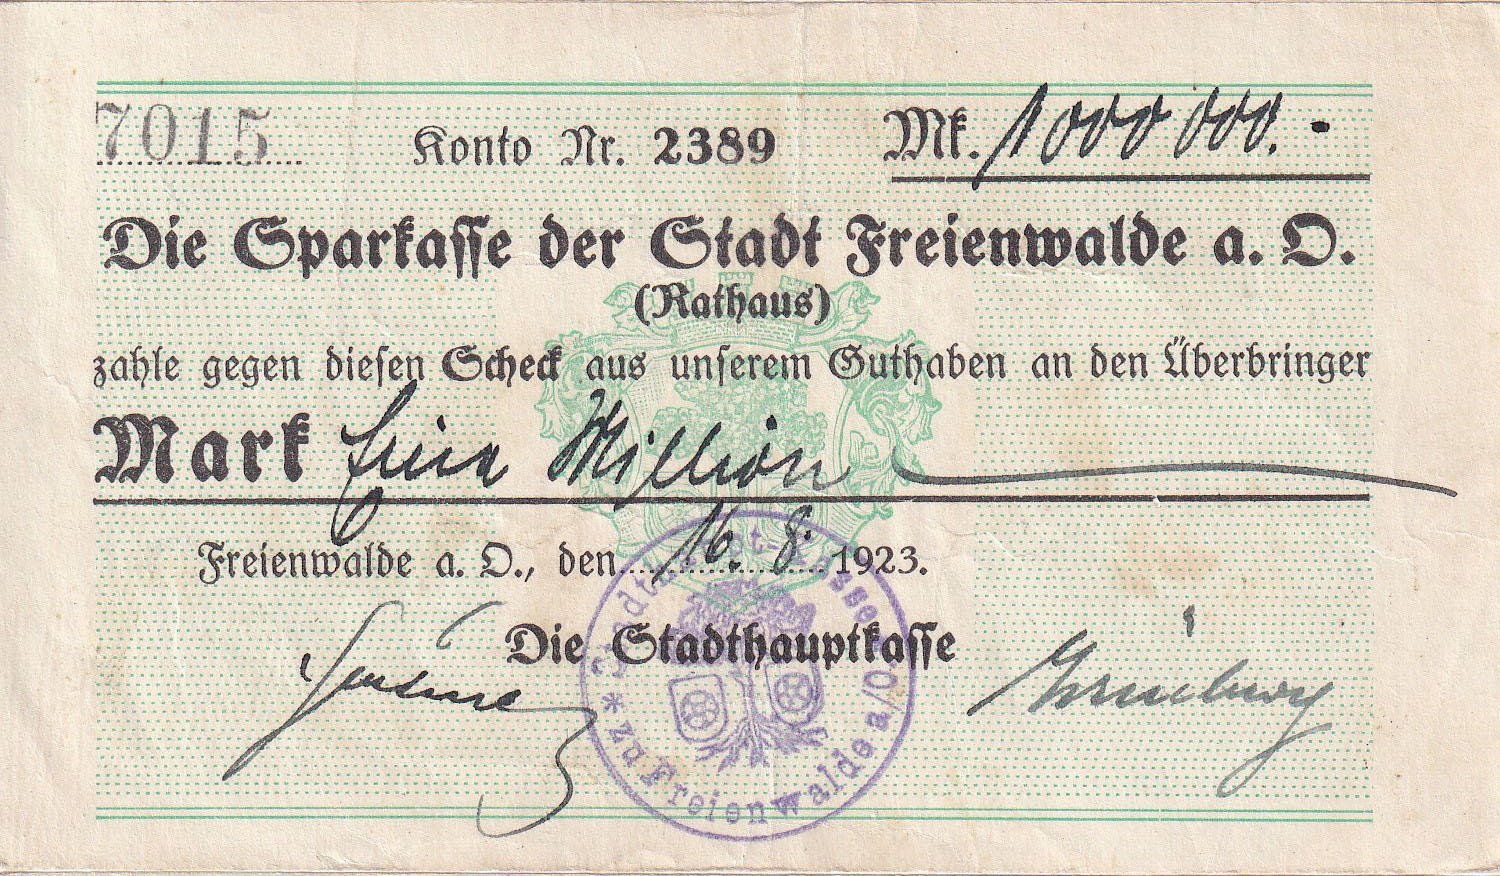 7015 Konto Nr. 2389 Mk. 1000 000.-
Die Sparkasse der Stadt Freienwalde a. O.
(Rathaus)
zahle gegen diesen Scheck aus unserem Guthaben an den Überbringer
Mark Eine Million
Freienwalde a. O., den 16. 8. 1923.
Die Stadthauptkasse
Stadthauptkasse
* zu Freienwalde a/O.